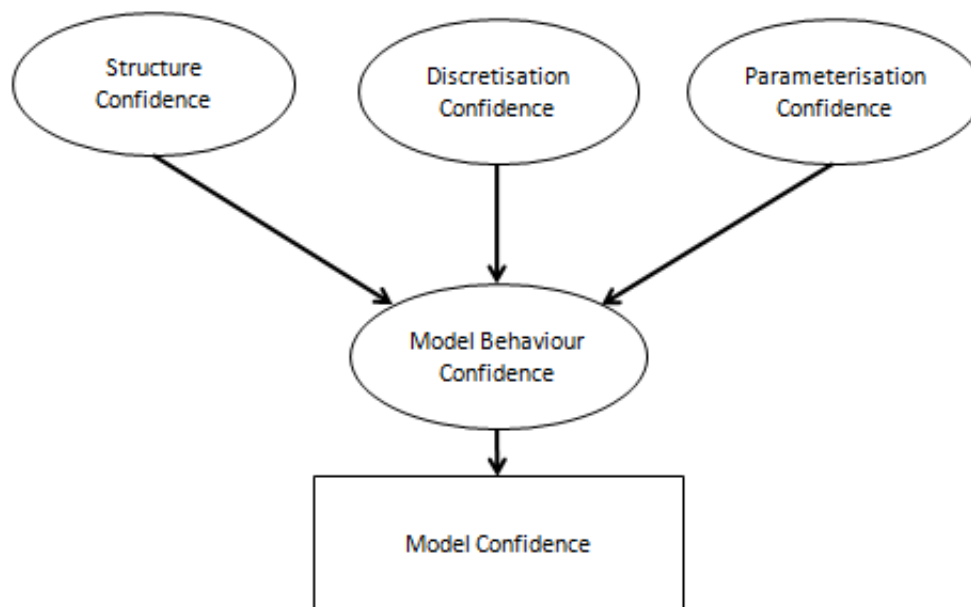 Structure
Confidence
Discretisation
Confidence
Parameterisation
Confidence
Model Behaviour
Confidence
Model Confidence